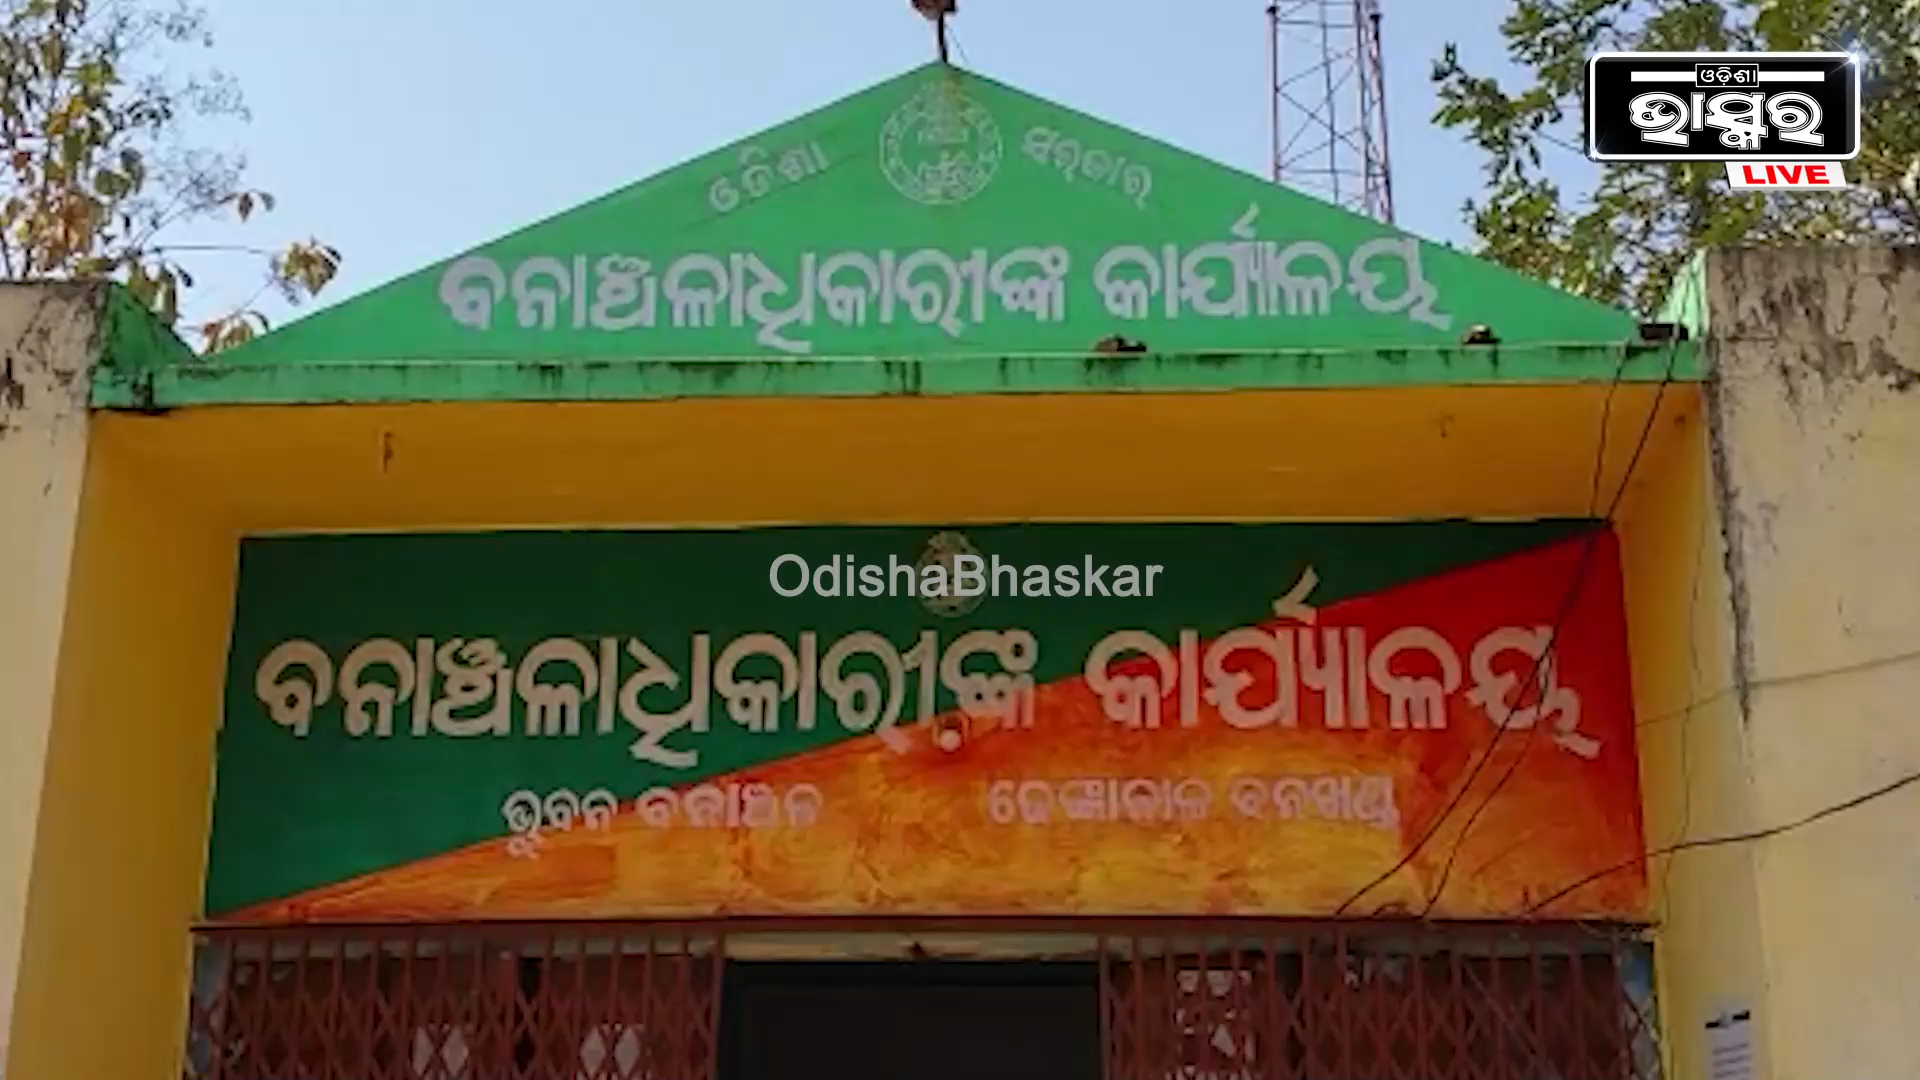 ଓଡ଼ିଶା
ଭାସ୍କର
LIVE
ଓଡିଶା ସରକାର
ବନାଞ୍ଚଳାଧିକାରୀଙ୍କ କାର୍ଯ୍ୟାଳୟ
OdishaBhaskar
ବନାଞ୍ଚଳାଧିକାରୀଙ୍କ କାର୍ଯ୍ୟାଳୟ
ଭୁବନ ବନାଞ୍ଚଳ ଢେଙ୍କାନାଳ ବନଖଣ୍ଡ